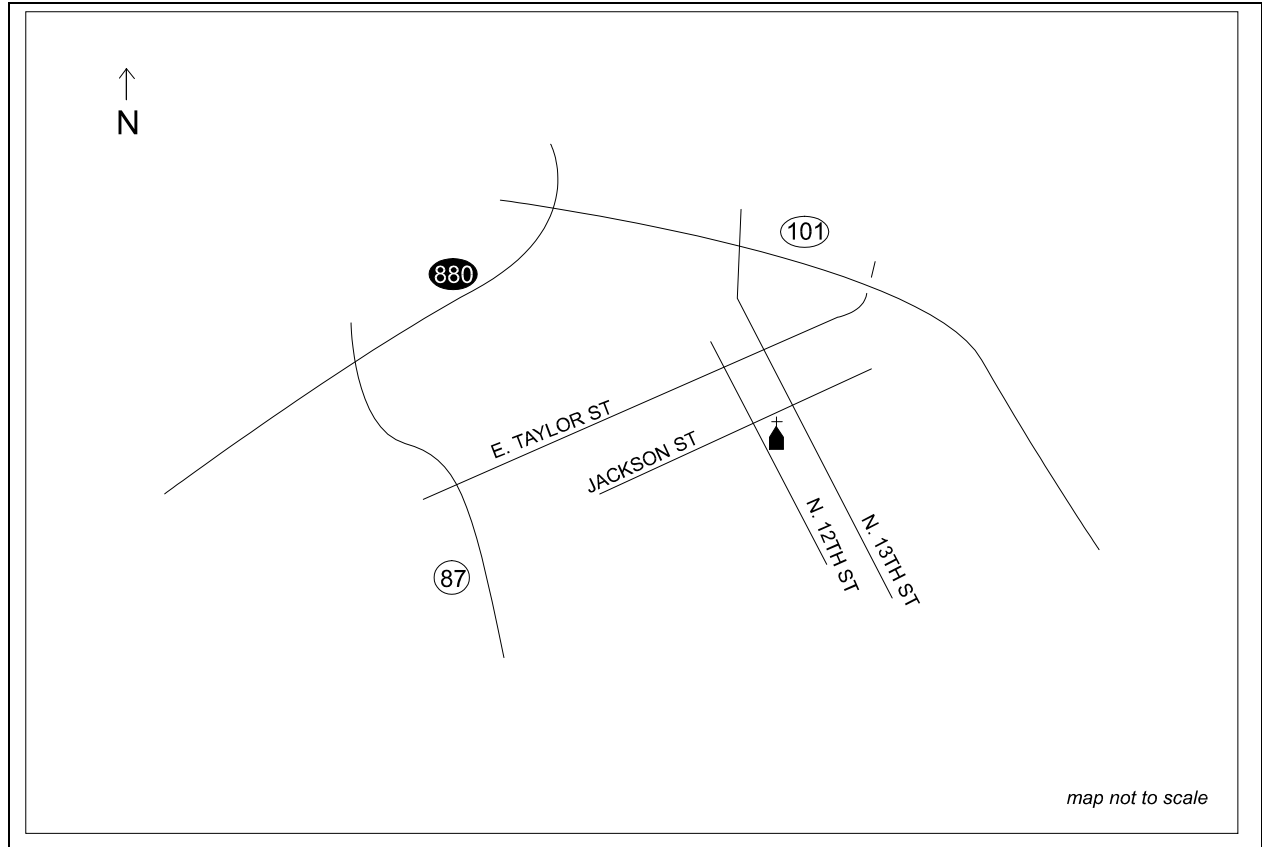 N
101
880
E. TAYLOR ST
JACKSON ST
N. 12TH ST
N. 13TH ST
87
map not to scale